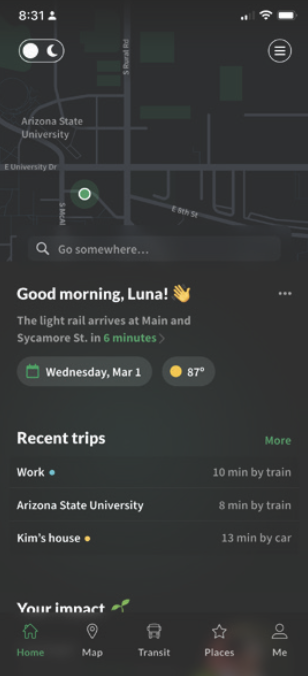 8:31
S Rural Rd
Arizona State
University
E University Dr
E 6th St
Go somewhere...
Good morning, Luna! 👋
The light rail arrives at Main and
Sycamore St. in 6 minutes >
Wednesday, Mar 1
87°
Recent trips
More
Work
10 min by train
Arizona State University
8 min by train
Kim's house
13 min by car
Your impact 🌱
Home
Map
Transit
Places
Me